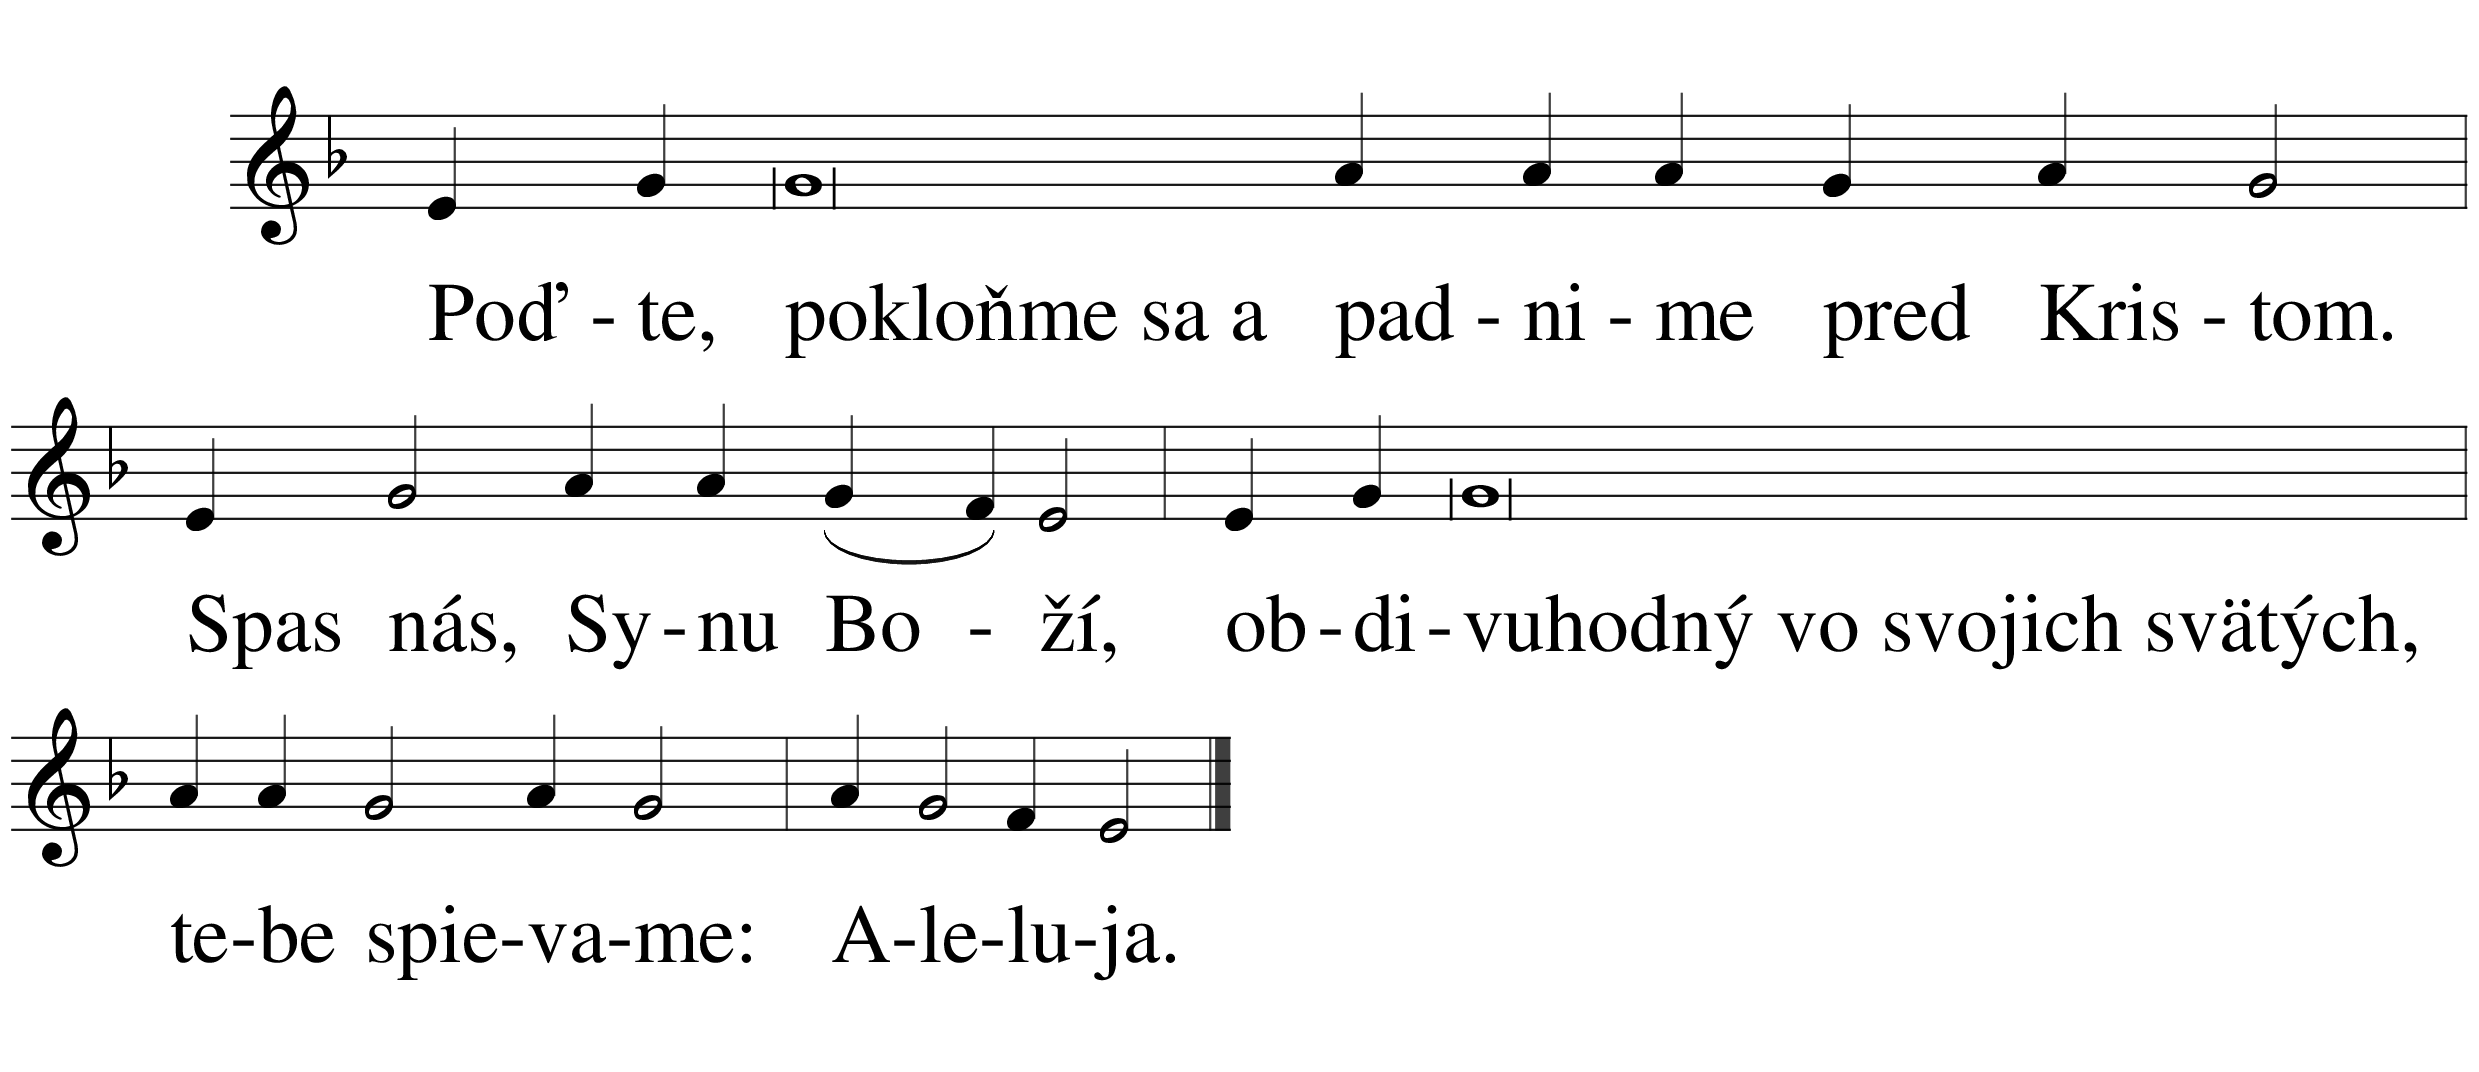 Poď - te, pokloňme sa a pad - ni - me pred Kris - tom.
Spas nás, Sy - nu Bo - ží, ob - di - vuhodný vo svojich svätých,
te-be spie-va-me: A-le-lu-ja.